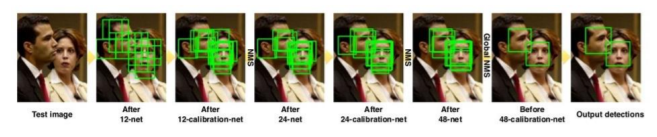 NMS
NMS
Global NMS
Test image
After
12-net
After
12-calibration-net
After
24-net
After
24-calibration-net
After
48-net
Before
48-calibration-net
Output detections